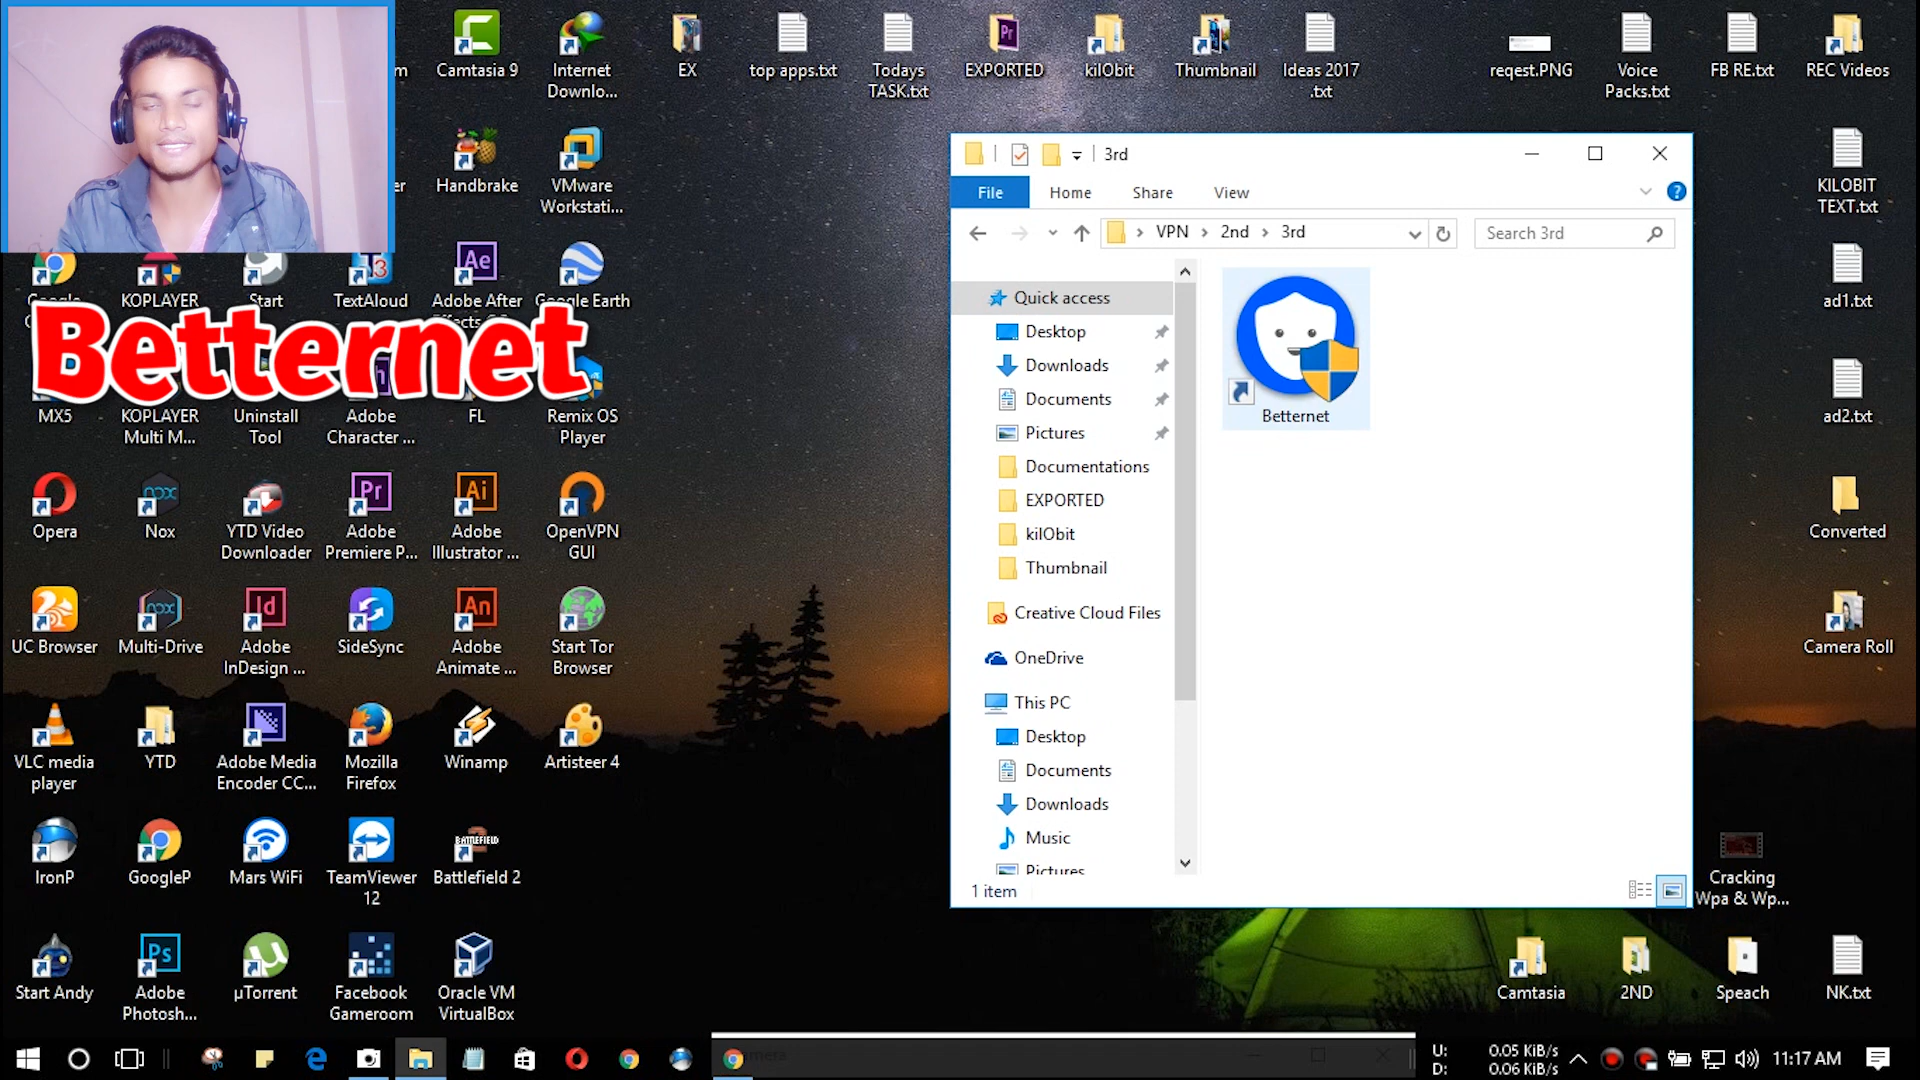 m
Camtasia 9
Internet
Downlo...
EX
top apps.txt
Todays
TASK.txt
EXPORTED
kilObit
Thumbnail
Ideas 2017
.txt
reqest.PNG
Voice
Packs.txt
FB RE.txt
REC Videos
er
Handbrake
VMware
Workstati...
KILOBIT
TEXT.txt
Google
KOPLAYER
Start
TextAloud
Adobe After
Effects C...
Google Earth
ad1.txt
Betternet
MX5
KOPLAYER
Multi M...
Uninstall
Tool
Adobe
Character ...
FL
Remix OS
Player
ad2.txt
Opera
Nox
YTD Video
Downloader
Adobe
Premiere P...
Adobe
Illustrator ...
OpenVPN
GUI
Converted
UC Browser
Multi-Drive
Adobe
InDesign ...
SideSync
Adobe
Animate ...
Start Tor
Browser
Camera Roll
VLC media
player
YTD
Adobe Media
Encoder CC...
Mozilla
Firefox
Winamp
Artisteer 4
IronP
GoogleP
Mars WiFi
TeamViewer
12
BATTLEFIELD
2
Battlefield 2
Cracking
Wpa & Wp...
Start Andy
Adobe
Photosh...
µTorrent
Facebook
Gameroom
Oracle VM
VirtualBox
Camtasia
2ND
Speach
NK.txt
3rd
File Home Share View
VPN 2nd 3rd
Search 3rd
Quick access
Desktop
Downloads
Documents
Pictures
Documentations
EXPORTED
kilObit
Thumbnail
Creative Cloud Files
OneDrive
This PC
Desktop
Documents
Downloads
Music
Pictures
Betternet
1 item
U: 0.05 KiB/s
D: 0.06 KiB/s
11:17 AM